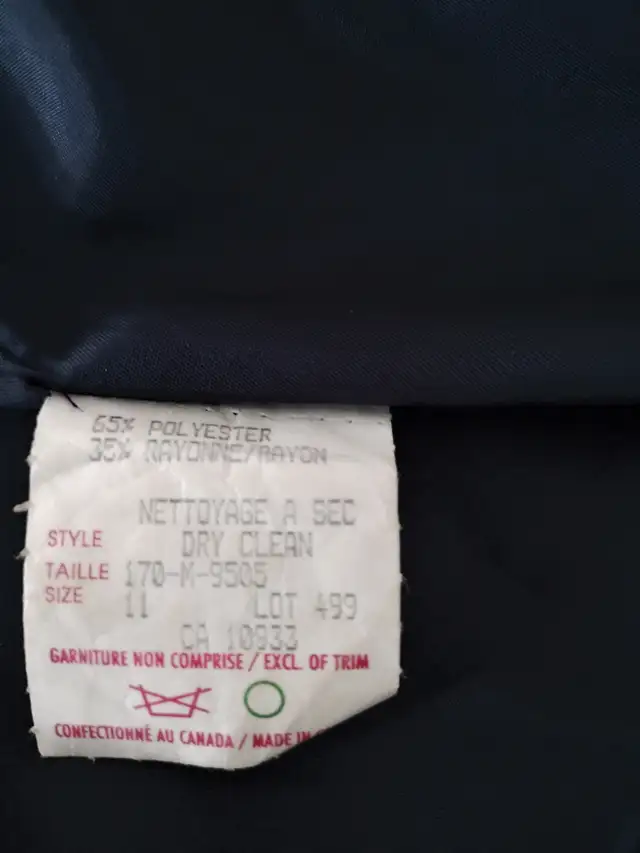 65% POLYESTER
35% RAYONNE/RAYON
NETTOYAGE A SEC
STYLE DRY CLEAN
TAILLE 170-M-9505
SIZE 11 LOT 499
CA 10933
GARNITURE NON COMPRISE / EXCL. OF TRIM
CONFECTIONNÉ AU CANADA / MADE IN